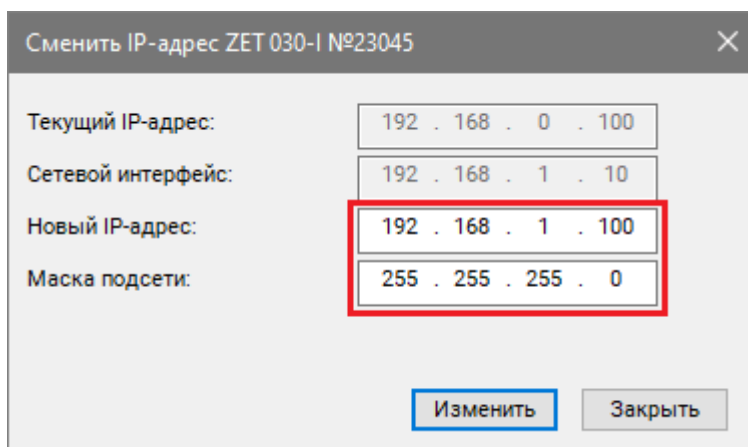 Сменить IP-адрес ZET 030-I №23045
Текущий IP-адрес: 192 . 168 . 0 . 100
Сетевой интерфейс: 192 . 168 . 1 . 10
Новый IP-адрес: 192 . 168 . 1 . 100
Маска подсети: 255 . 255 . 255 . 0
Изменить Закрыть